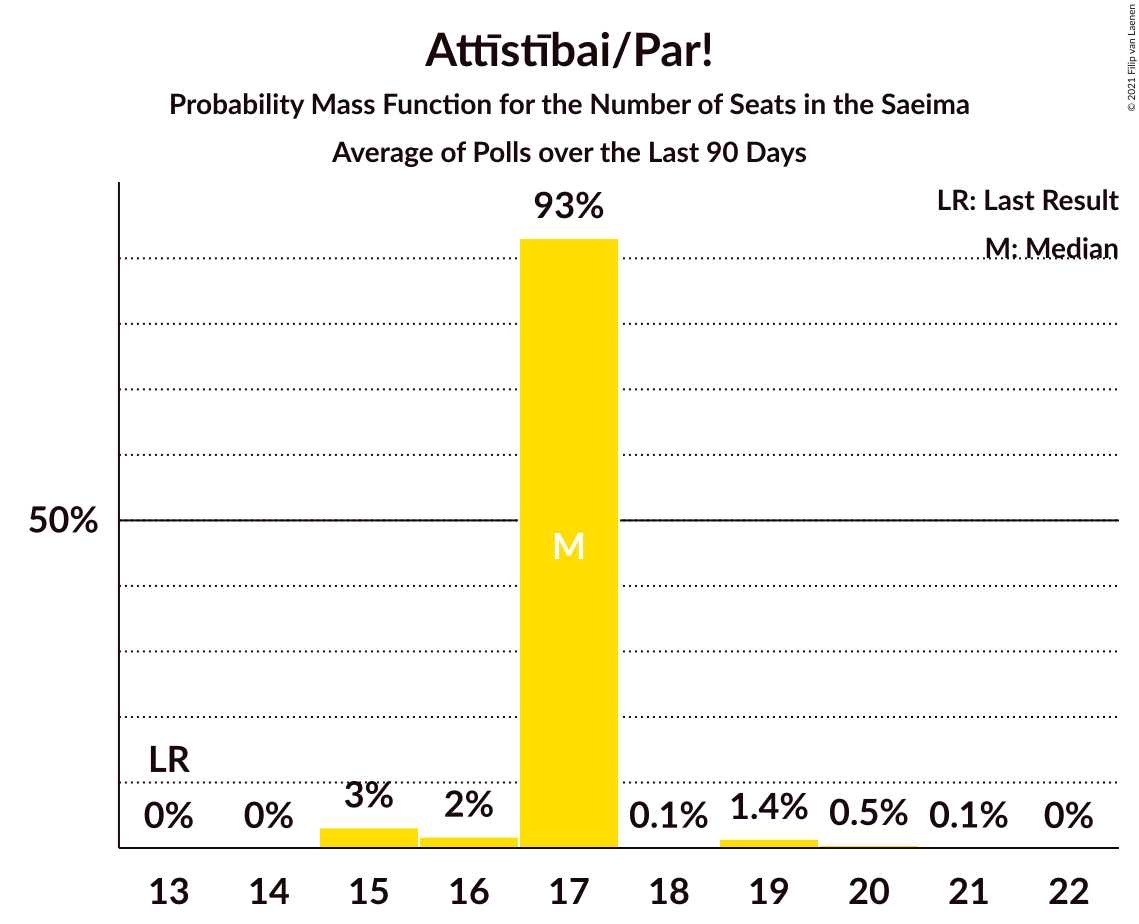 Attīstībai/Par!
Probability Mass Function for the Number of Seats in the Saeima
Average of Polls over the Last 90 Days
© 2021 Filip van Laenen
LR: Last Result
M: Median
93%
50%
M
LR
0% 0% 3% 2% 0.1% 1.4% 0.5% 0.1% 0%
13 14 15 16 17 18 19 20 21 22